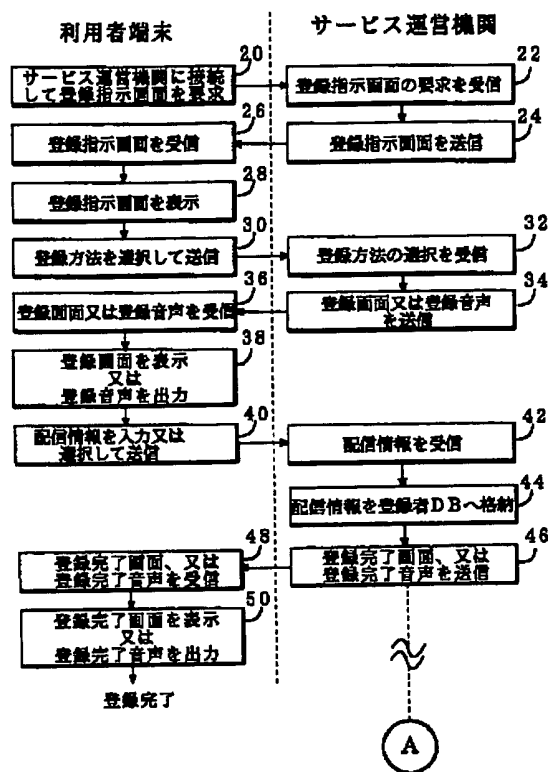 利用者端末
サービス運営機関
20
サービス運営機関に接続
して登録指示画面を要求
22
登録指示画面の要求を受信
24
登録指示画面を送信
26
登録指示画面を受信
28
登録指示画面を表示
30
登録方法を選択して送信
32
登録方法の選択を受信
34
登録画面又は登録音声
を送信
36
登録画面又は登録音声を受信
38
登録画面を表示
又は
登録音声を出力
40
配信情報を入力又は
選択して送信
42
配信情報を受信
44
配信情報を登録者DBへ格納
46
登録完了画面、又は
登録完了音声を送信
48
登録完了画面、又は
登録完了音声を受信
50
登録完了画面を表示
又は
登録完了音声を出力
登録完了
A